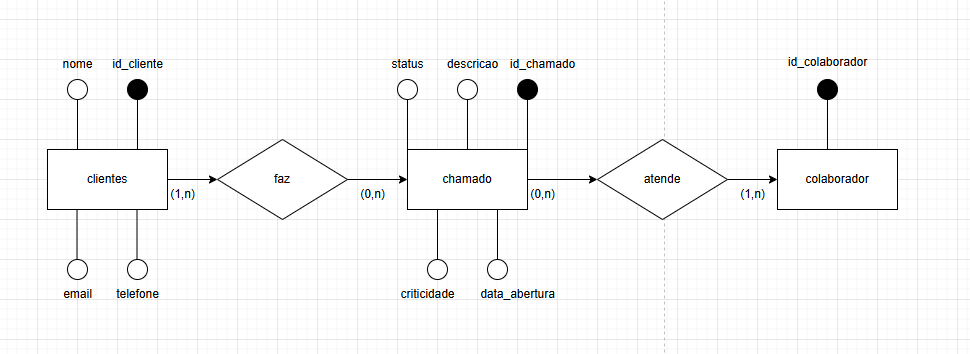 nome
id_cliente
status
descricao
id_chamado
id_colaborador
clientes
(1,n)
faz
(0,n)
chamado
(0,n)
atende
(1,n)
colaborador
email
telefone
criticidade
data_abertura